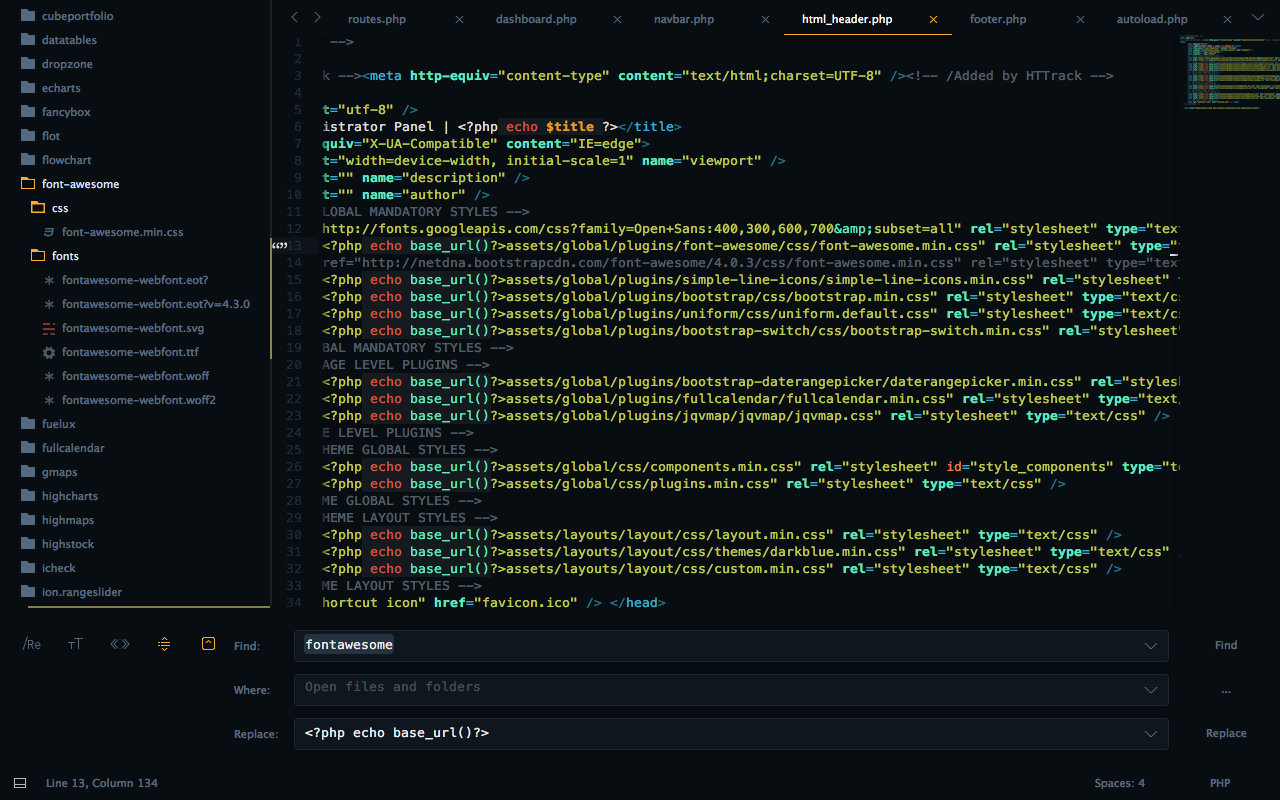 cubeportfolio
datatables
dropzone
echarts
fancybox
flot
flowchart
font-awesome
css
font-awesome.min.css
fonts
fontawesome-webfont.eot?
fontawesome-webfont.eot?v=4.3.0
fontawesome-webfont.svg
fontawesome-webfont.ttf
fontawesome-webfont.woff
fontawesome-webfont.woff2
fuelux
fullcalendar
gmaps
highcharts
highmaps
highstock
icheck
ion.rangeslider
routes.php
dashboard.php
navbar.php
html_header.php
footer.php
autoload.php
1 -->
2
3 k --><meta http-equiv="content-type" content="text/html;charset=UTF-8" /><!-- /Added by HTTrack -->
4
5 t="utf-8" />
6 istrator Panel | <?php echo $title ?></title>
7 quiv="X-UA-Compatible" content="IE=edge">
8 t="width=device-width, initial-scale=1" name="viewport" />
9 t="" name="description" />
10 t="" name="author" />
11 LOBAL MANDATORY STYLES -->
12 http://fonts.googleapis.com/css?family=Open+Sans:400,300,600,700&amp;subset=all" rel="stylesheet" type="tex
13 <?php echo base_url()?>assets/global/plugins/font-awesome/css/font-awesome.min.css" rel="stylesheet" type="
14 ref="http://netdna.bootstrapcdn.com/font-awesome/4.0.3/css/font-awesome.min.css" rel="stylesheet" type="tex
15 <?php echo base_url()?>assets/global/plugins/simple-line-icons/simple-line-icons.min.css" rel="stylesheet"
16 <?php echo base_url()?>assets/global/plugins/bootstrap/css/bootstrap.min.css" rel="stylesheet" type="text/c
17 <?php echo base_url()?>assets/global/plugins/uniform/css/uniform.default.css" rel="stylesheet" type="text/c
18 <?php echo base_url()?>assets/global/plugins/bootstrap-switch/css/bootstrap-switch.min.css" rel="stylesheet"
19 BAL MANDATORY STYLES -->
20 AGE LEVEL PLUGINS -->
21 <?php echo base_url()?>assets/global/plugins/bootstrap-daterangepicker/daterangepicker.min.css" rel="styles
22 <?php echo base_url()?>assets/global/plugins/fullcalendar/fullcalendar.min.css" rel="stylesheet" type="text
23 <?php echo base_url()?>assets/global/plugins/jqvmap/jqvmap/jqvmap.css" rel="stylesheet" type="text/css" />
24 E LEVEL PLUGINS -->
25 HEME GLOBAL STYLES -->
26 <?php echo base_url()?>assets/global/css/components.min.css" rel="stylesheet" id="style_components" type="te
27 <?php echo base_url()?>assets/global/css/plugins.min.css" rel="stylesheet" type="text/css" />
28 ME GLOBAL STYLES -->
29 HEME LAYOUT STYLES -->
30 <?php echo base_url()?>assets/layouts/layout/css/layout.min.css" rel="stylesheet" type="text/css" />
31 <?php echo base_url()?>assets/layouts/layout/css/themes/darkblue.min.css" rel="stylesheet" type="text/css"
32 <?php echo base_url()?>assets/layouts/layout/css/custom.min.css" rel="stylesheet" type="text/css" />
33 ME LAYOUT STYLES -->
34 hortcut icon" href="favicon.ico" /> </head>
/Re
Find: fontawesome Find
Where: Open files and folders ...
Replace: <?php echo base_url()?> Replace
Line 13, Column 134 Spaces: 4 PHP